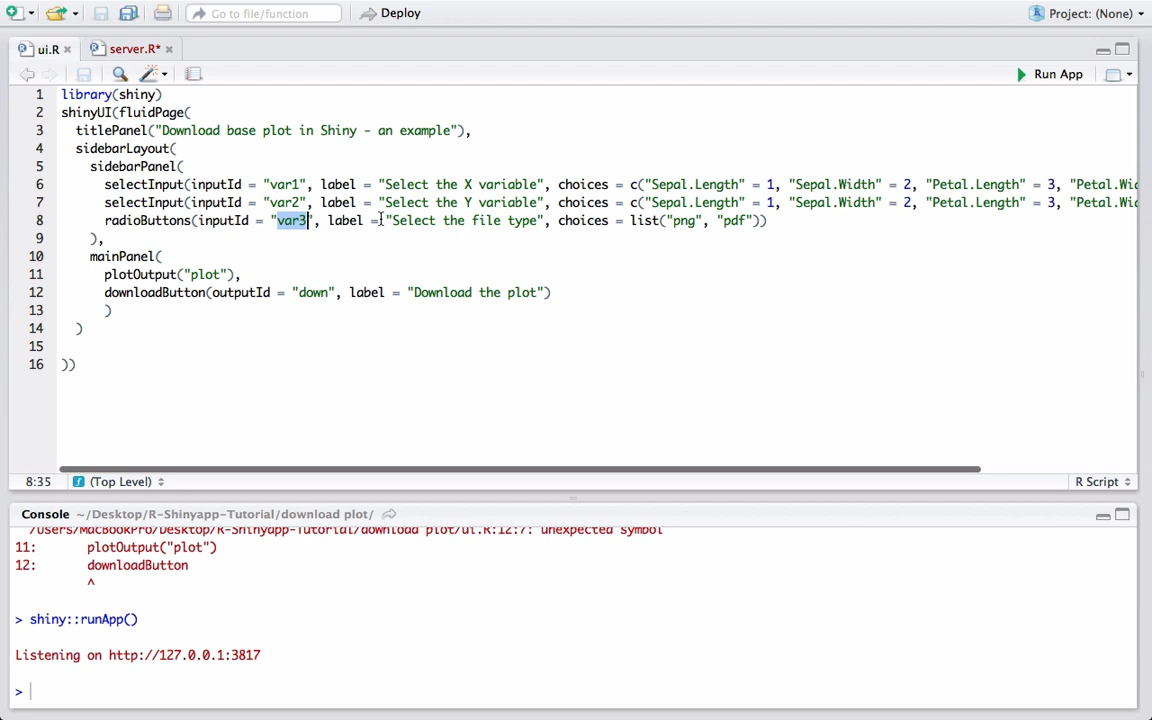 Go to file/function Deploy Project: (None)
ui.R server.R*
Run App
1 library(shiny)
2 shinyUI(fluidPage(
3 titlePanel("Download base plot in Shiny - an example"),
4 sidebarLayout(
5 sidebarPanel(
6 selectInput(inputId = "var1", label = "Select the X variable", choices = c("Sepal.Length" = 1, "Sepal.Width" = 2, "Petal.Length" = 3, "Petal.Wi
7 selectInput(inputId = "var2", label = "Select the Y variable", choices = c("Sepal.Length" = 1, "Sepal.Width" = 2, "Petal.Length" = 3, "Petal.Wi
8 radioButtons(inputId = "var3", label = "Select the file type", choices = list("png", "pdf"))
9 ),
10 mainPanel(
11 plotOutput("plot"),
12 downloadButton(outputId = "down", label = "Download the plot")
13 )
14 )
15
16 ))
8:35 (Top Level) R Script
Console ~/Desktop/R-Shinyapp-Tutorial/download plot/
/Users/MacBookPro/Desktop/R-Shinyapp-Tutorial/download plot/ui.R:12:7: unexpected symbol
11: plotOutput("plot")
12: downloadButton
^
> shiny::runApp()
Listening on http://127.0.0.1:3817
>